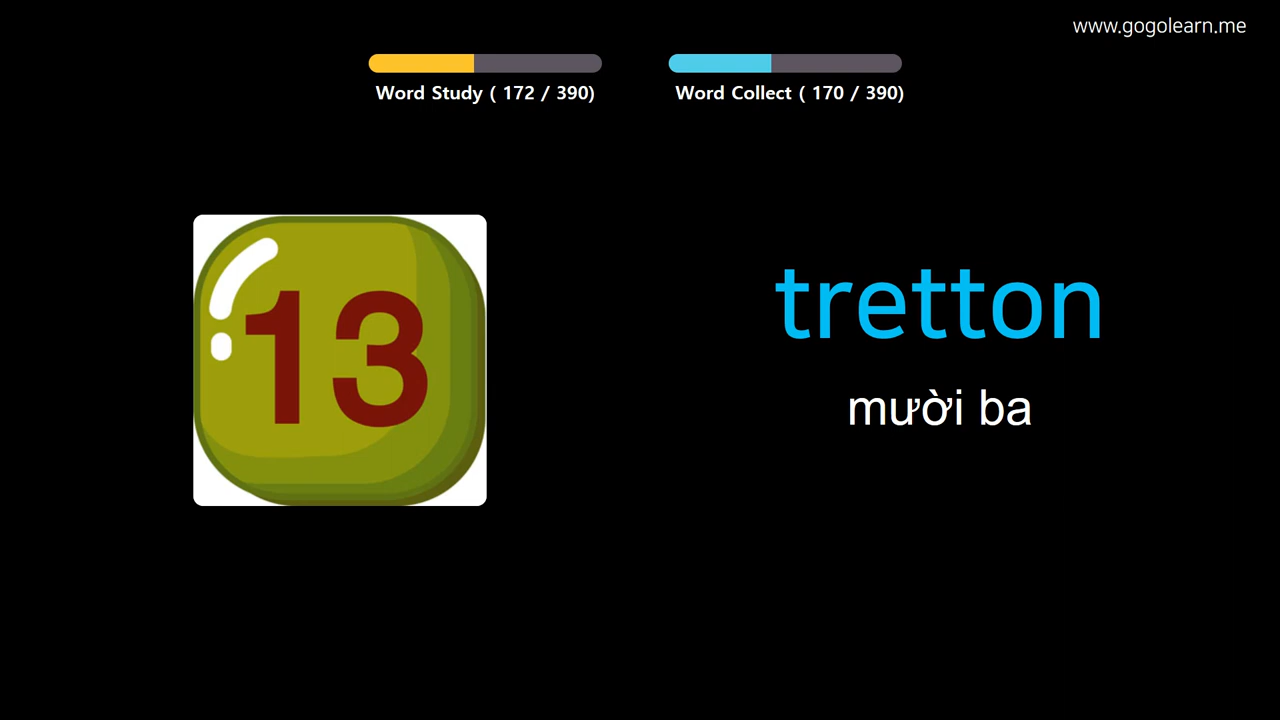 www.gogolearn.me
Word Study ( 172 / 390)
Word Collect ( 170 / 390)
13
tretton
mười ba